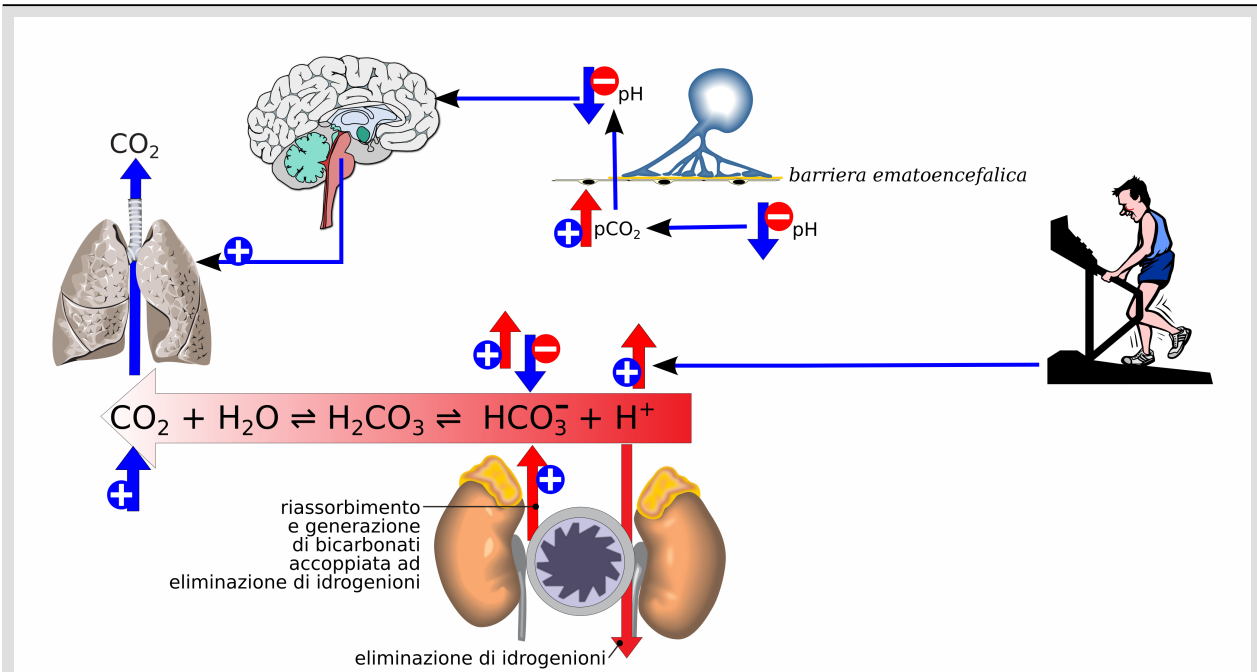 pH
CO₂
barriera ematoencefalica
pCO₂
pH
CO₂ + H₂O ⇌ H₂CO₃ ⇌ HCO₃⁻ + H⁺
riassorbimento
e generazione
di bicarbonati
accoppiata ad
eliminazione di idrogenioni
eliminazione di idrogenioni